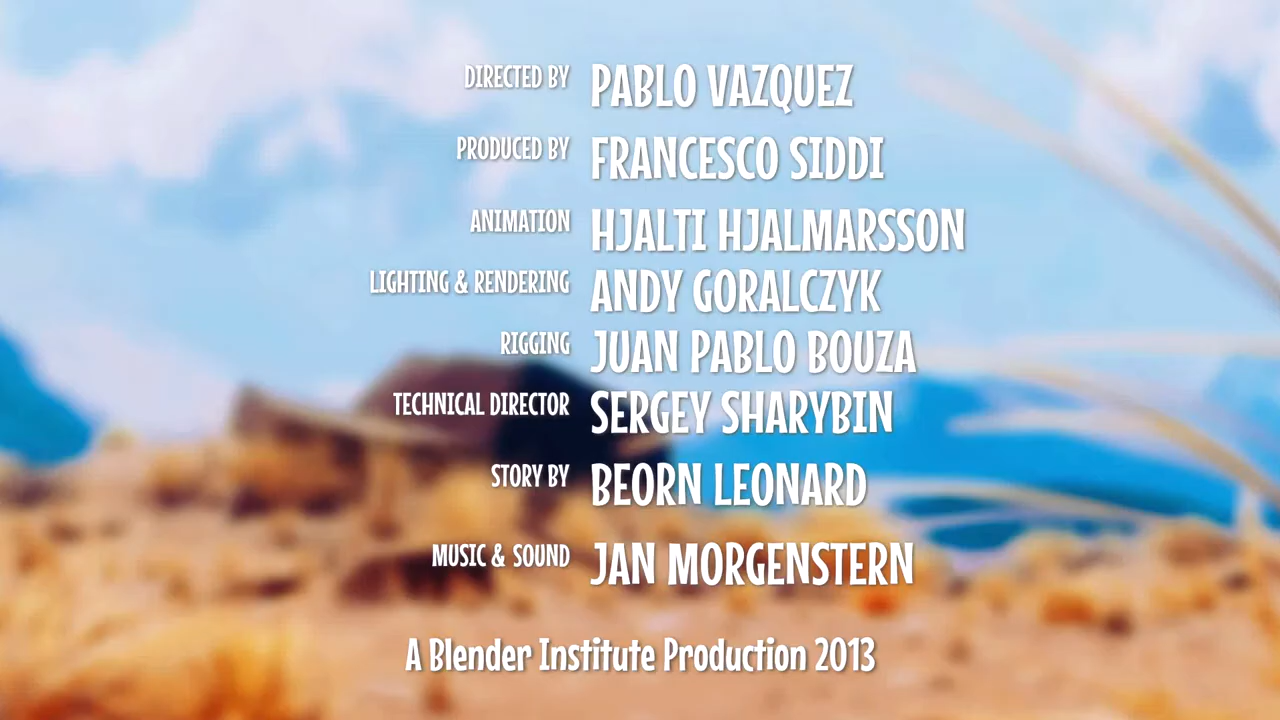 DIRECTED BY PABLO VAZQUEZ
PRODUCED BY FRANCESCO SIDDI
ANIMATION HJALTI HJALMARSSON
LIGHTING & RENDERING ANDY GORALCZYK
RIGGING JUAN PABLO BOUZA
TECHNICAL DIRECTOR SERGEY SHARYBIN
STORY BY BEORN LEONARD
MUSIC & SOUND JAN MORGENSTERN
A Blender Institute Production 2013